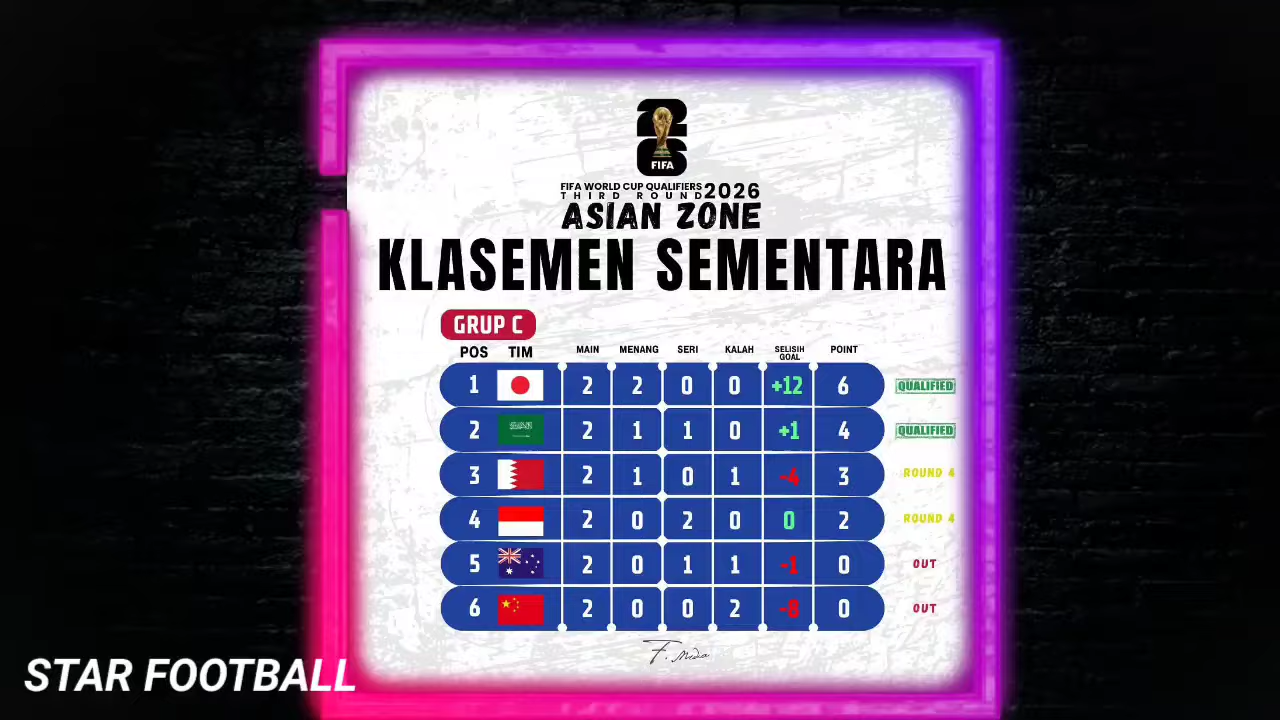 26
FIFA
FIFA WORLD CUP QUALIFIERS 2026
THIRD ROUND
ASIAN ZONE
KLASEMEN SEMENTARA
GRUP C
POS TIM MAIN MENANG SERI KALAH SELISIH GOAL POINT
1 2 2 0 0 +12 6 QUALIFIED
2 2 1 1 0 +1 4 QUALIFIED
3 2 1 0 1 -4 3 ROUND 4
4 2 0 2 0 0 2 ROUND 4
5 2 0 1 1 -1 0 OUT
6 2 0 0 2 -8 0 OUT
F. Media
STAR FOOTBALL